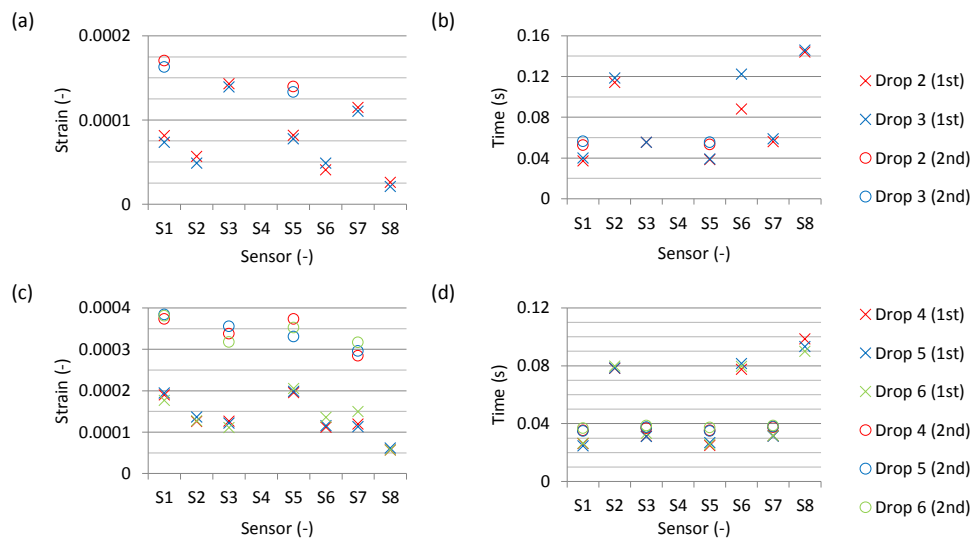 (a)
0.0002
0.0001
0
Strain (-)
S1 S2 S3 S4 S5 S6 S7 S8
Sensor (-)
(b)
0.16
0.12
0.08
0.04
0
Time (s)
S1 S2 S3 S4 S5 S6 S7 S8
Sensor (-)
Drop 2 (1st)
Drop 3 (1st)
Drop 2 (2nd)
Drop 3 (2nd)
(c)
0.0004
0.0003
0.0002
0.0001
0
Strain (-)
S1 S2 S3 S4 S5 S6 S7 S8
Sensor (-)
(d)
0.12
0.08
0.04
0
Time (s)
S1 S2 S3 S4 S5 S6 S7 S8
Sensor (-)
Drop 4 (1st)
Drop 5 (1st)
Drop 6 (1st)
Drop 4 (2nd)
Drop 5 (2nd)
Drop 6 (2nd)